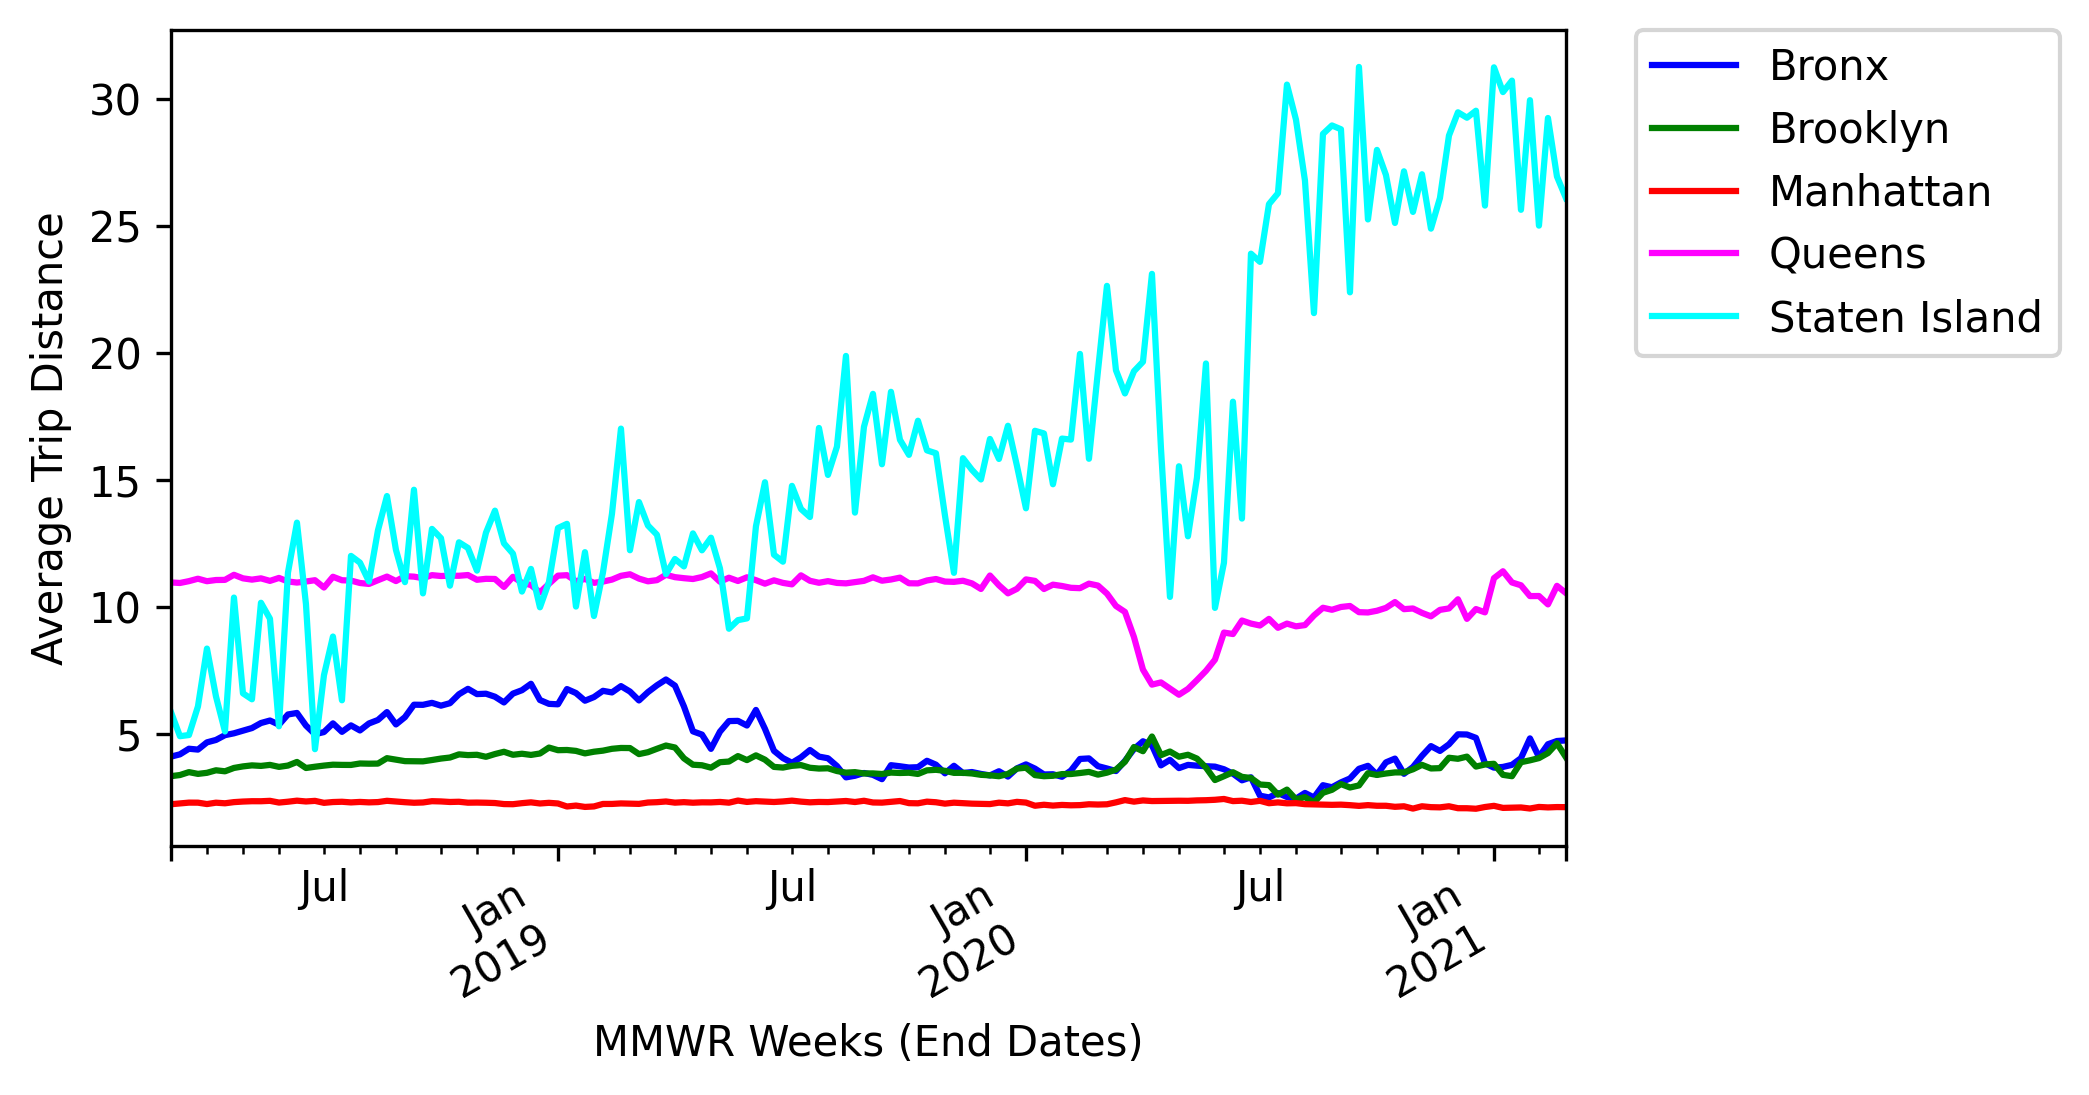 30
25
20
15
10
5
Average Trip Distance
Jul
Jan
2019
Jul
Jan
2020
Jul
Jan
2021
MMWR Weeks (End Dates)
Bronx
Brooklyn
Manhattan
Queens
Staten Island